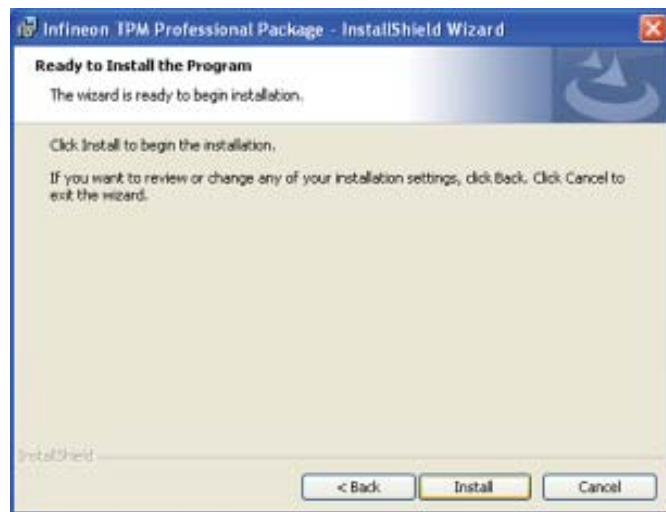 Infineon TPM Professional Package - InstallShield Wizard
Ready to Install the Program
The wizard is ready to begin installation.
Click Install to begin the installation.
If you want to review or change any of your installation settings, click Back. Click Cancel to
exit the wizard.
InstallShield
< Back
Install
Cancel